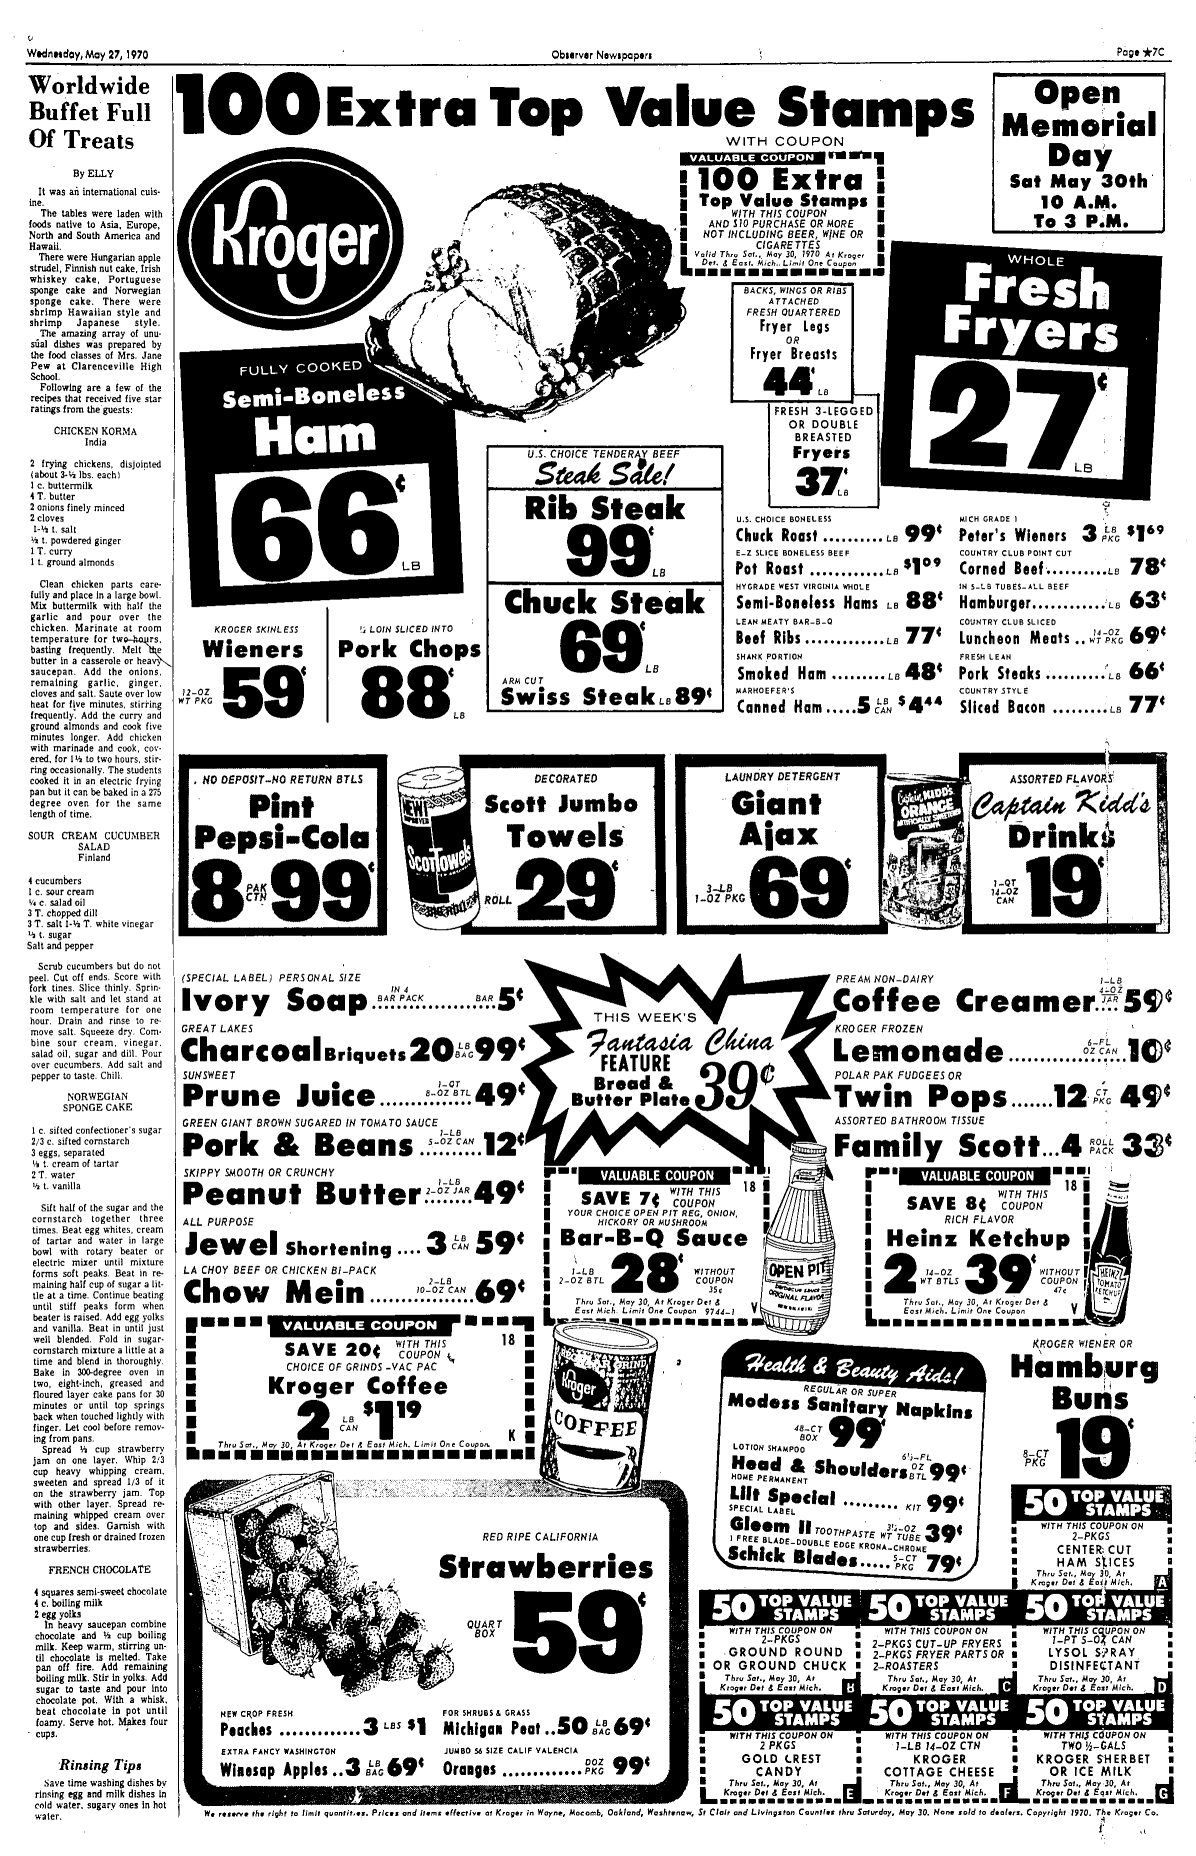 Wednesday, May 27, 1970
Observer Newspapers
Page ★7C
Worldwide
Buffet Full
Of Treats
By ELLY
It was an international cuis-
ine.
The tables were laden with
foods native to Asia, Europe,
North and South America and
Hawaii.
There were Hungarian apple
strudel, Finnish nut cake, Irish
whiskey cake, Portuguese
sponge cake and Norwegian
sponge cake. There were
shrimp Hawaiian style and
shrimp Japanese style.
The amazing array of unu-
sual dishes was prepared by
the food classes of Mrs. Jane
Pew at Clarenceville High
School.
Following are a few of the
recipes that received five star
ratings from the guests:
CHICKEN KORMA
India
2 frying chickens, disjointed
(about 3-½ lbs. each)
1 c. buttermilk
4 T. butter
2 onions finely minced
2 cloves
1-½ t. salt
½ t. powdered ginger
1 T. curry
1 t. ground almonds
Clean chicken parts care-
fully and place in a large bowl.
Mix buttermilk with half the
garlic and pour over the
chicken. Marinate at room
temperature for two hours,
basting frequently. Melt the
butter in a casserole or heavy
saucepan. Add the onions,
remaining garlic, ginger,
cloves and salt. Saute over low
heat for five minutes, stirring
frequently. Add the curry and
ground almonds and cook five
minutes longer. Add chicken
with marinade and cook, cov-
ered, for 1½ to two hours, stir-
ring occasionally. The students
cooked it in an electric frying
pan but it can be baked in a 275
degree oven for the same
length of time.
SOUR CREAM CUCUMBER
SALAD
Finland
4 cucumbers
1 c. sour cream
¼ c. salad oil
3 T. chopped dill
3 T. salt 1-½ T. white vinegar
½ t. sugar
Salt and pepper
Scrub cucumbers but do not
peel. Cut off ends. Score with
fork tines. Slice thinly. Sprin-
kle with salt and let stand at
room temperature for one
hour. Drain and rinse to re-
move salt. Squeeze dry. Com-
bine sour cream, vinegar,
salad oil, sugar and dill. Pour
over cucumbers. Add salt and
pepper to taste. Chill.
NORWEGIAN
SPONGE CAKE
1 c. sifted confectioner's sugar
2/3 c. sifted cornstarch
3 eggs, separated
½ t. cream of tartar
2 T. water
½ t. vanilla
Sift half of the sugar and the
cornstarch together three
times. Beat egg whites, cream
of tartar and water in large
bowl with rotary beater or
electric mixer until mixture
forms soft peaks. Beat in re-
maining half cup of sugar a lit-
tle at a time. Continue beating
until stiff peaks form when
beater is raised. Add egg yolks
and vanilla. Beat in until just
well blended. Fold in sugar-
cornstarch mixture a little at a
time and blend in thoroughly.
Bake in 300-degree oven in
two, eight-inch, greased and
floured layer cake pans for 30
minutes or until top springs
back when touched lightly with
finger. Let cool before remov-
ing from pans.
Spread ½ cup strawberry
jam on one layer. Whip 2/3
cup heavy whipping cream,
sweeten and spread 1/3 of it
on the strawberry jam. Top
with other layer. Spread re-
maining whipped cream over
top and sides. Garnish with
one cup fresh or drained frozen
strawberries.
FRENCH CHOCOLATE
4 squares semi-sweet chocolate
4 c. boiling milk
2 egg yolks
In heavy saucepan combine
chocolate and ½ cup boiling
milk. Keep warm, stirring un-
til chocolate is melted. Take
pan off fire. Add remaining
boiling milk. Stir in yolks. Add
sugar to taste and pour into
chocolate pot. With a whisk,
beat chocolate in pot until
foamy. Serve hot. Makes four
cups.
Rinsing Tips
Save time washing dishes by
rinsing egg and milk dishes in
cold water, sugary ones in hot
water.
100 Extra Top Value Stamps
WITH COUPON
Kroger
VALUABLE COUPON
100 Extra
Top Value Stamps
WITH THIS COUPON
AND $10 PURCHASE OR MORE
NOT INCLUDING BEER, WINE OR
CIGARETTES
Valid Thru Sat., May 30, 1970 At Kroger
Det. & East. Mich. Limit One Coupon
Open
Memorial
Day
Sat May 30th
10 A.M.
To 3 P.M.
FULLY COOKED
Semi-Boneless
Ham
66¢ LB
BACKS, WINGS OR RIBS
ATTACHED
FRESH QUARTERED
Fryer Legs
OR
Fryer Breasts
44¢ LB
FRESH 3-LEGGED
OR DOUBLE
BREASTED
Fryers
37¢ LB
WHOLE
Fresh
Fryers
27¢ LB
U.S. CHOICE TENDERAY BEEF
Steak Sale!
Rib Steak
99¢ LB
Chuck Steak
69¢ LB
ARM CUT
Swiss Steak LB 89¢
KROGER SKINLESS
Wieners
12-OZ WT PKG 59¢
¼ LOIN SLICED INTO
Pork Chops
88¢ LB
U.S. CHOICE BONELESS
Chuck Roast .......... LB 99¢
E-Z SLICE BONELESS BEEF
Pot Roast ............ LB $1⁰⁹
HYGRADE WEST VIRGINIA WHOLE
Semi-Boneless Hams LB 88¢
LEAN MEATY BAR-B-Q
Beef Ribs ........... LB 77¢
SHANK PORTION
Smoked Ham ......... LB 48¢
MARHOEFER'S
Canned Ham ..... 5 LB CAN $4⁴⁴
MICH GRADE 1
Peter's Wieners 3 LB PKG $1⁶⁹
COUNTRY CLUB POINT CUT
Corned Beef .......... LB 78¢
IN 5-LB TUBES-ALL BEEF
Hamburger ............ LB 63¢
COUNTRY CLUB SLICED
Luncheon Meats .. 14-OZ WT PKG 69¢
FRESH LEAN
Pork Steaks .......... LB 66¢
COUNTRY STYLE
Sliced Bacon ......... LB 77¢
NO DEPOSIT-NO RETURN BTLS
Pint
Pepsi-Cola
8 PAK CTN 99¢
DECORATED
Scott Jumbo
Towels
ROLL 29¢
NEW!
ScotTowels
LAUNDRY DETERGENT
Giant
Ajax
3-LB 1-OZ PKG 69¢
Captain KIDD'S
ORANGE
ARTIFICIALLY SWEETENED
DRINK
ASSORTED FLAVORS
Captain Kidd's
Drinks
1-QT 14-OZ CAN 19¢
(SPECIAL LABEL) PERSONAL SIZE
Ivory Soap ... IN 4 BAR PACK ... BAR 5¢
GREAT LAKES
Charcoal Briquets 20 LB BAG 99¢
SUNSWEET
Prune Juice ... 1-QT 8-OZ BTL 49¢
GREEN GIANT BROWN SUGARED IN TOMATO SAUCE
Pork & Beans ... 1-LB 5-OZ CAN 12¢
SKIPPY SMOOTH OR CRUNCHY
Peanut Butter ... 1-LB 2-OZ JAR 49¢
ALL PURPOSE
Jewel Shortening .... 3 LB CAN 59¢
LA CHOY BEEF OR CHICKEN BI-PACK
Chow Mein ... 2-LB 10-OZ CAN 69¢
THIS WEEK'S
Fantasia China
FEATURE
Bread &
Butter Plate 39¢
PREAM NON-DAIRY
Coffee Creamer ... 1-LB 4-OZ JAR 59¢
KROGER FROZEN
Lemonade ... 6-FL OZ CAN 10¢
POLAR PAK FUDGEES OR
Twin Pops ...... 12 CT PKG 49¢
ASSORTED BATHROOM TISSUE
Family Scott ... 4 ROLL PACK 33¢
VALUABLE COUPON
18
SAVE 7¢ WITH THIS COUPON
YOUR CHOICE OPEN PIT REG, ONION,
HICKORY OR MUSHROOM
Bar-B-Q Sauce
1-LB 2-OZ BTL 28¢ WITHOUT COUPON 35¢
Thru Sat., May 30, At Kroger Det &
East Mich. Limit One Coupon 9744-1
V
OPEN PIT
BARBECUE SAUCE
ORIGINAL FLAVOR
VALUABLE COUPON
18
SAVE 8¢ WITH THIS COUPON
RICH FLAVOR
Heinz Ketchup
2 14-OZ WT BTLS 39¢ WITHOUT COUPON 47¢
Thru Sat., May 30, At Kroger Det &
East Mich. Limit One Coupon
V
HEINZ
TOMATO
KETCHUP
VALUABLE COUPON
18
SAVE 20¢ WITH THIS COUPON
CHOICE OF GRINDS-VAC PAC
Kroger Coffee
2 LB CAN $1¹⁹
Thru Sat., May 30, At Kroger Det & East Mich. Limit One Coupon
K
GRIND
Kroger
COFFEE
Health & Beauty Aids!
REGULAR OR SUPER
Modess Sanitary Napkins
48-CT BOX 99¢
LOTION SHAMPOO
Head & Shoulders 6½-FL OZ BTL 99¢
HOME PERMANENT
Lilt Special ......... KIT 99¢
SPECIAL LABEL
Gleem II TOOTHPASTE 3½-OZ WT TUBE 39¢
1 FREE BLADE-DOUBLE EDGE KRONA-CHROME
Schick Blades ..... 5-CT PKG 79¢
KROGER WIENER OR
Hamburg
Buns
8-CT PKG 19¢
RED RIPE CALIFORNIA
Strawberries
QUART BOX 59¢
NEW CROP FRESH
Peaches ............ 3 LBS $1
FOR SHRUBS & GRASS
Michigan Peat .. 50 LB BAG 69¢
EXTRA FANCY WASHINGTON
Winesap Apples .. 3 LB BAG 69¢
JUMBO 56 SIZE CALIF VALENCIA
Oranges ............ DOZ PKG 99¢
50 TOP VALUE STAMPS
WITH THIS COUPON ON
2-PKGS
CENTER CUT
HAM SLICES
Thru Sat., May 30, At
Kroger Det & East Mich.
A
50 TOP VALUE STAMPS
WITH THIS COUPON ON
2-PKGS
GROUND ROUND
OR GROUND CHUCK
Thru Sat., May 30, At
Kroger Det & East Mich.
B
50 TOP VALUE STAMPS
WITH THIS COUPON ON
2-PKGS CUT-UP FRYERS
2-PKGS FRYER PARTS OR
2-ROASTERS
Thru Sat., May 30, At
Kroger Det & East Mich.
C
50 TOP VALUE STAMPS
WITH THIS COUPON ON
1-PT 5-OZ CAN
LYSOL SPRAY
DISINFECTANT
Thru Sat., May 30, At
Kroger Det & East Mich.
D
50 TOP VALUE STAMPS
WITH THIS COUPON ON
2 PKGS
GOLD CREST
CANDY
Thru Sat., May 30, At
Kroger Det & East Mich.
E
50 TOP VALUE STAMPS
WITH THIS COUPON ON
1-LB 14-OZ CTN
KROGER
COTTAGE CHEESE
Thru Sat., May 30, At
Kroger Det & East Mich.
F
50 TOP VALUE STAMPS
WITH THIS COUPON ON
TWO ½-GALS
KROGER SHERBET
OR ICE MILK
Thru Sat., May 30, At
Kroger Det & East Mich.
G
We reserve the right to limit quantities. Prices and items effective at Kroger in Wayne, Macomb, Oakland, Washtenaw, St Clair and Livingston Counties thru Saturday, May 30. None sold to dealers. Copyright 1970. The Kroger Co.